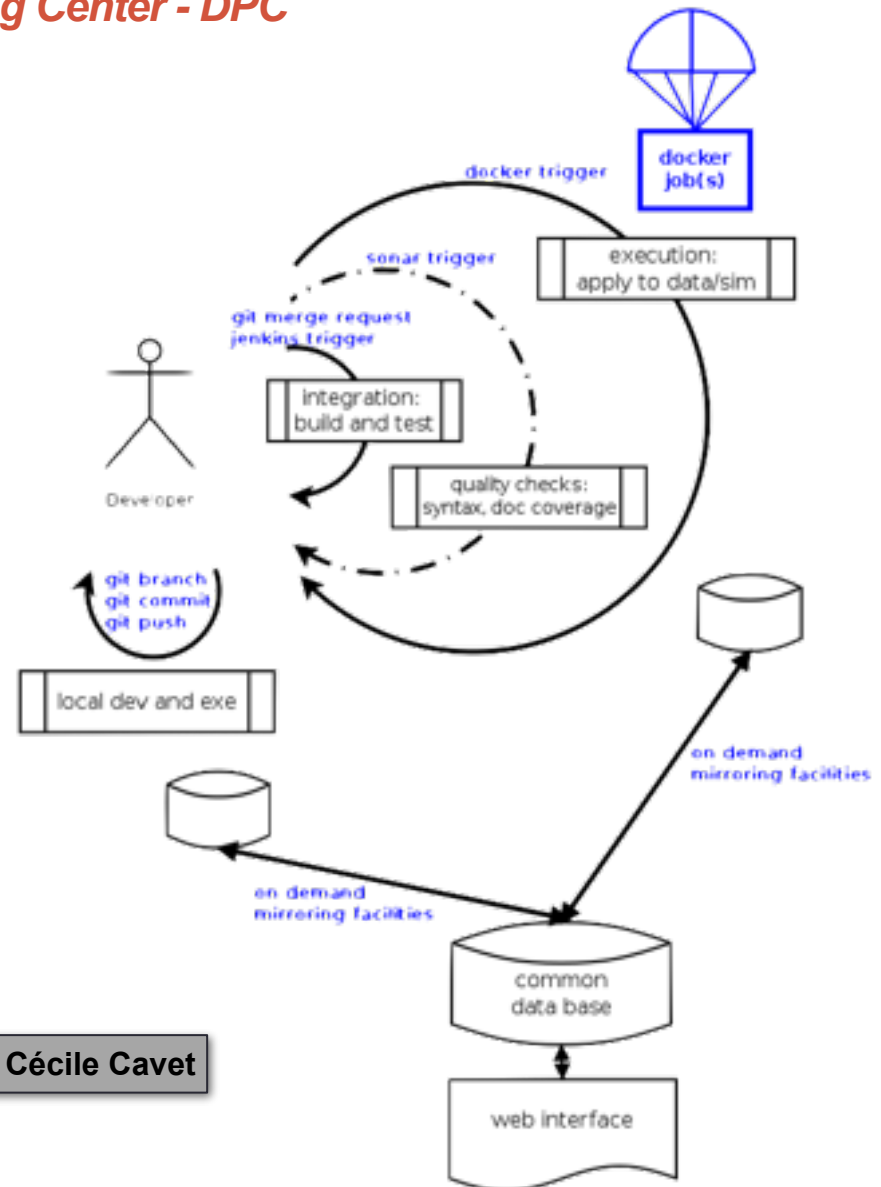 g Center - DPC
docker
job(s)
docker trigger
execution:
apply to data/sim
sonar trigger
git merge request
jenkins trigger
integration:
build and test
quality checks:
syntax, doc coverage
Developer
git branch
git commit
git push
local dev and exe
on demand
mirroring facilities
on demand
mirroring facilities
common
data base
Cécile Cavet
web interface